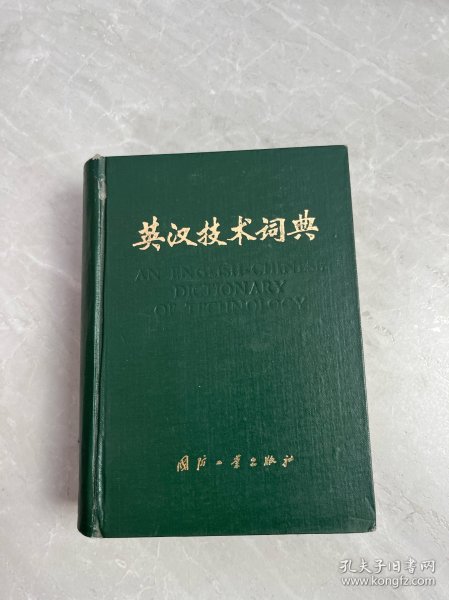 英汉技术词典
AN ENGLISH-CHINESE
DICTIONARY
OF TECHNOLOGY
国防工业出版社
孔夫子旧书网
www.kongfz.com